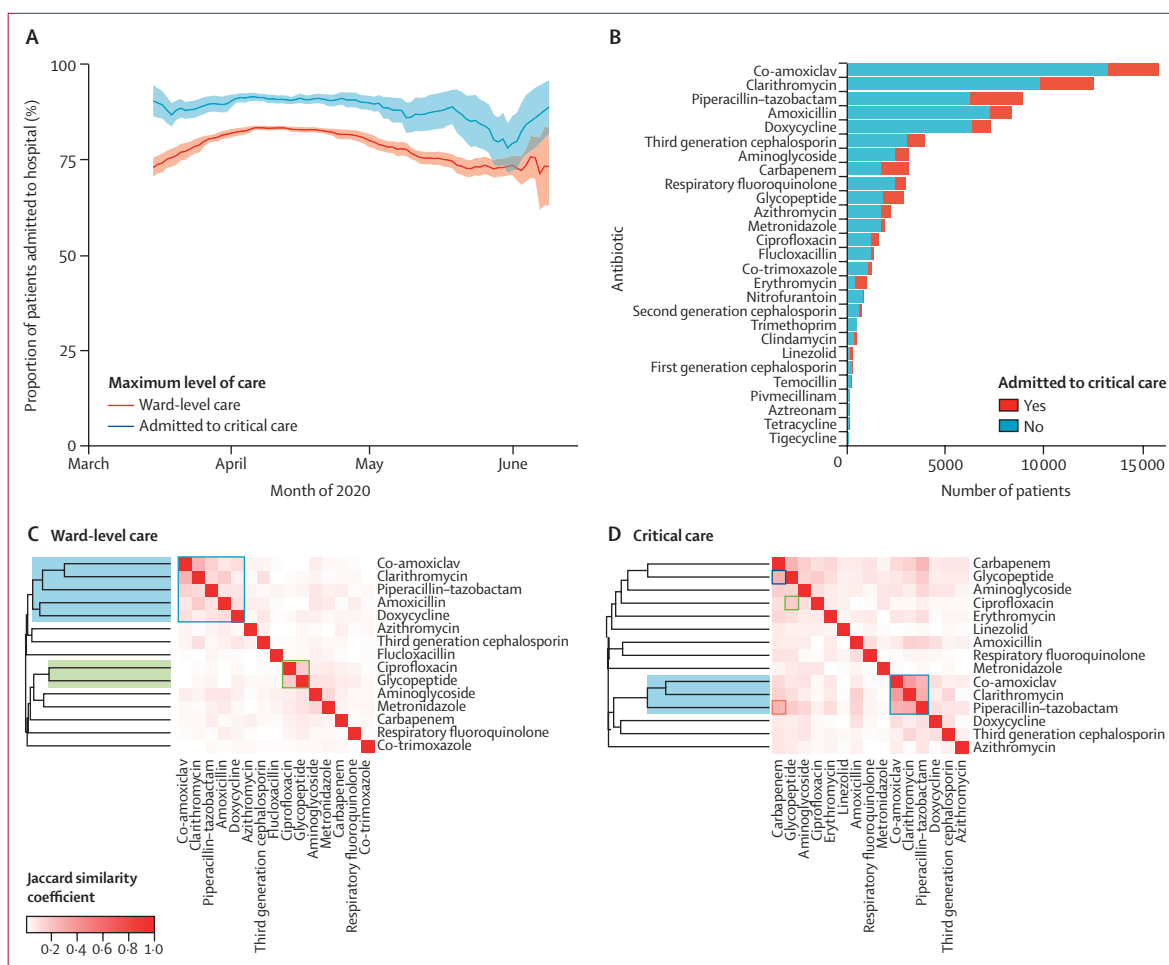 A
100
75
50
25
0
Proportion of patients admitted to hospital (%)
Maximum level of care
Ward-level care
Admitted to critical care
March
April
May
June
Month of 2020
B
Antibiotic
Co-amoxiclav
Clarithromycin
Piperacillin–tazobactam
Amoxicillin
Doxycycline
Third generation cephalosporin
Aminoglycoside
Carbapenem
Respiratory fluoroquinolone
Glycopeptide
Azithromycin
Metronidazole
Ciprofloxacin
Flucloxacillin
Co-trimoxazole
Erythromycin
Nitrofurantoin
Second generation cephalosporin
Trimethoprim
Clindamycin
Linezolid
First generation cephalosporin
Temocillin
Pivmecillinam
Aztreonam
Tetracycline
Tigecycline
Admitted to critical care
Yes
No
0
5000
10 000
15 000
Number of patients
C Ward-level care
Co-amoxiclav
Clarithromycin
Piperacillin–tazobactam
Amoxicillin
Doxycycline
Azithromycin
Third generation cephalosporin
Flucloxacillin
Ciprofloxacin
Glycopeptide
Aminoglycoside
Metronidazole
Carbapenem
Respiratory fluoroquinolone
Co-trimoxazole
Co-amoxiclav
Clarithromycin
Piperacillin–tazobactam
Amoxicillin
Doxycycline
Azithromycin
Third generation cephalosporin
Flucloxacillin
Ciprofloxacin
Glycopeptide
Aminoglycoside
Metronidazole
Carbapenem
Respiratory fluoroquinolone
Co-trimoxazole
Jaccard similarity
coefficient
0·2 0·4 0·6 0·8 1·0
D Critical care
Carbapenem
Glycopeptide
Aminoglycoside
Ciprofloxacin
Erythromycin
Linezolid
Amoxicillin
Respiratory fluoroquinolone
Metronidazole
Co-amoxiclav
Clarithromycin
Piperacillin–tazobactam
Doxycycline
Third generation cephalosporin
Azithromycin
Carbapenem
Glycopeptide
Aminoglycoside
Ciprofloxacin
Erythromycin
Linezolid
Amoxicillin
Respiratory fluoroquinolone
Metronidazole
Co-amoxiclav
Clarithromycin
Piperacillin–tazobactam
Doxycycline
Third generation cephalosporin
Azithromycin